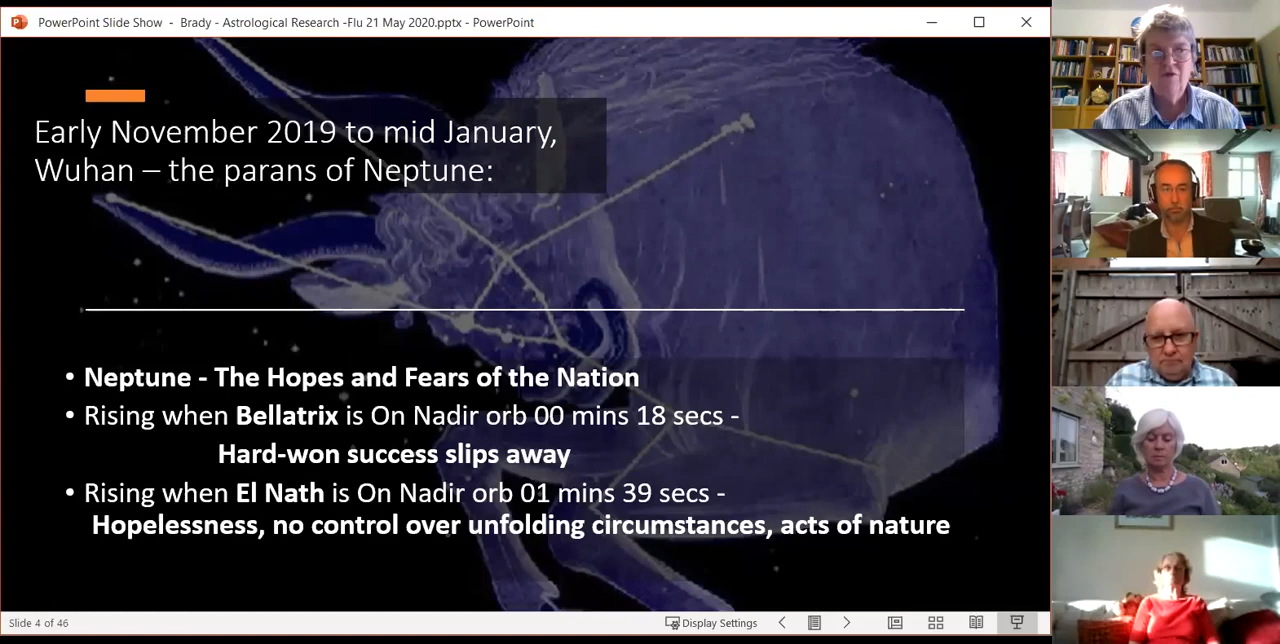 PowerPoint Slide Show - Brady - Astrological Research -Flu 21 May 2020.pptx - PowerPoint
Early November 2019 to mid January,
Wuhan – the parans of Neptune:
• Neptune - The Hopes and Fears of the Nation
• Rising when Bellatrix is On Nadir orb 00 mins 18 secs -
Hard-won success slips away
• Rising when El Nath is On Nadir orb 01 mins 39 secs -
Hopelessness, no control over unfolding circumstances, acts of nature
Slide 4 of 46
Display Settings